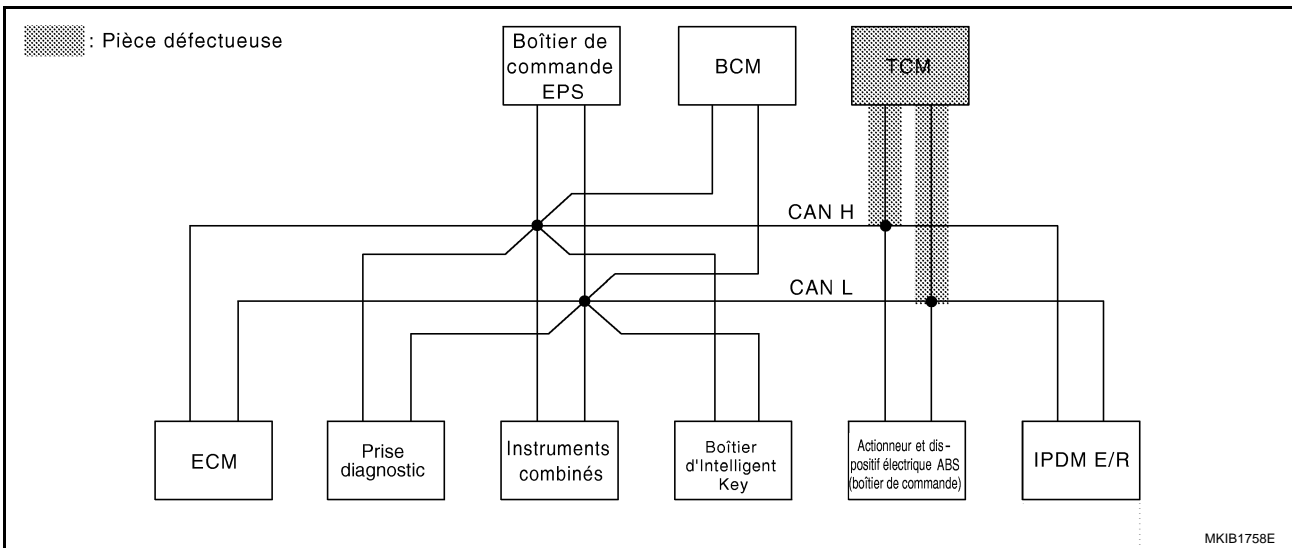 : Pièce défectueuse
Boîtier de
commande
EPS
BCM
TCM
CAN H
CAN L
ECM
Prise
diagnostic
Instruments
combinés
Boîtier
d'Intelligent
Key
Actionneur et dis-
positif électrique ABS
(boîtier de commande)
IPDM E/R
MKIB1758E